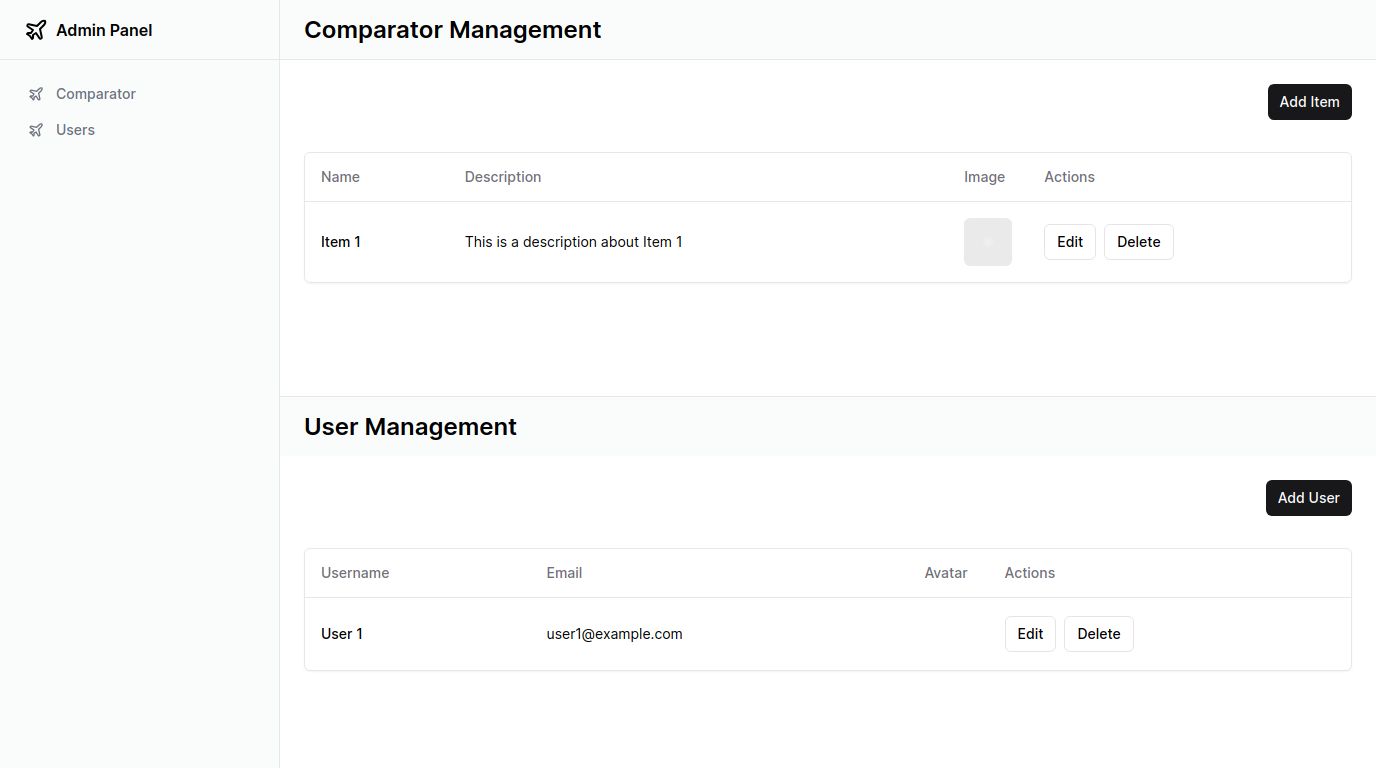 Admin Panel
Comparator
Users
Comparator Management
Add Item
Name Description Image Actions
Item 1 This is a description about Item 1 Edit Delete
User Management
Add User
Username Email Avatar Actions
User 1 user1@example.com Edit Delete